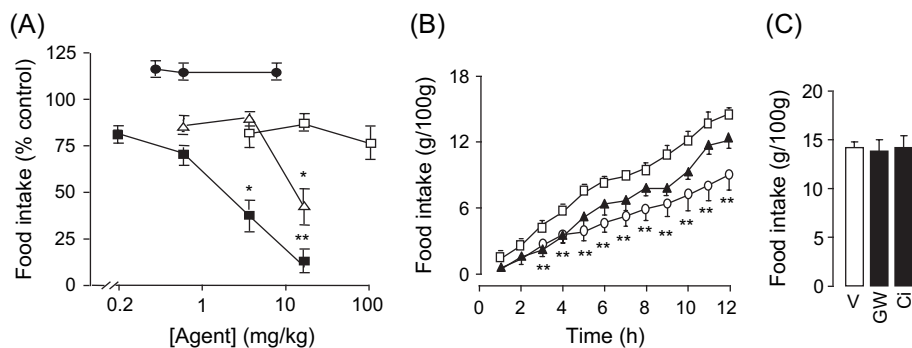 (A)
Food intake (% control)
125
100
75
50
25
0
*
*
**
0.2
1
10
100
[Agent] (mg/kg)
(B)
Food intake (g/100g)
18
12
6
0
** ** ** ** ** ** ** ** ** **
0 2 4 6 8 10 12
Time (h)
(C)
Food intake (g/100g)
20
15
10
5
0
V
GW
Ci